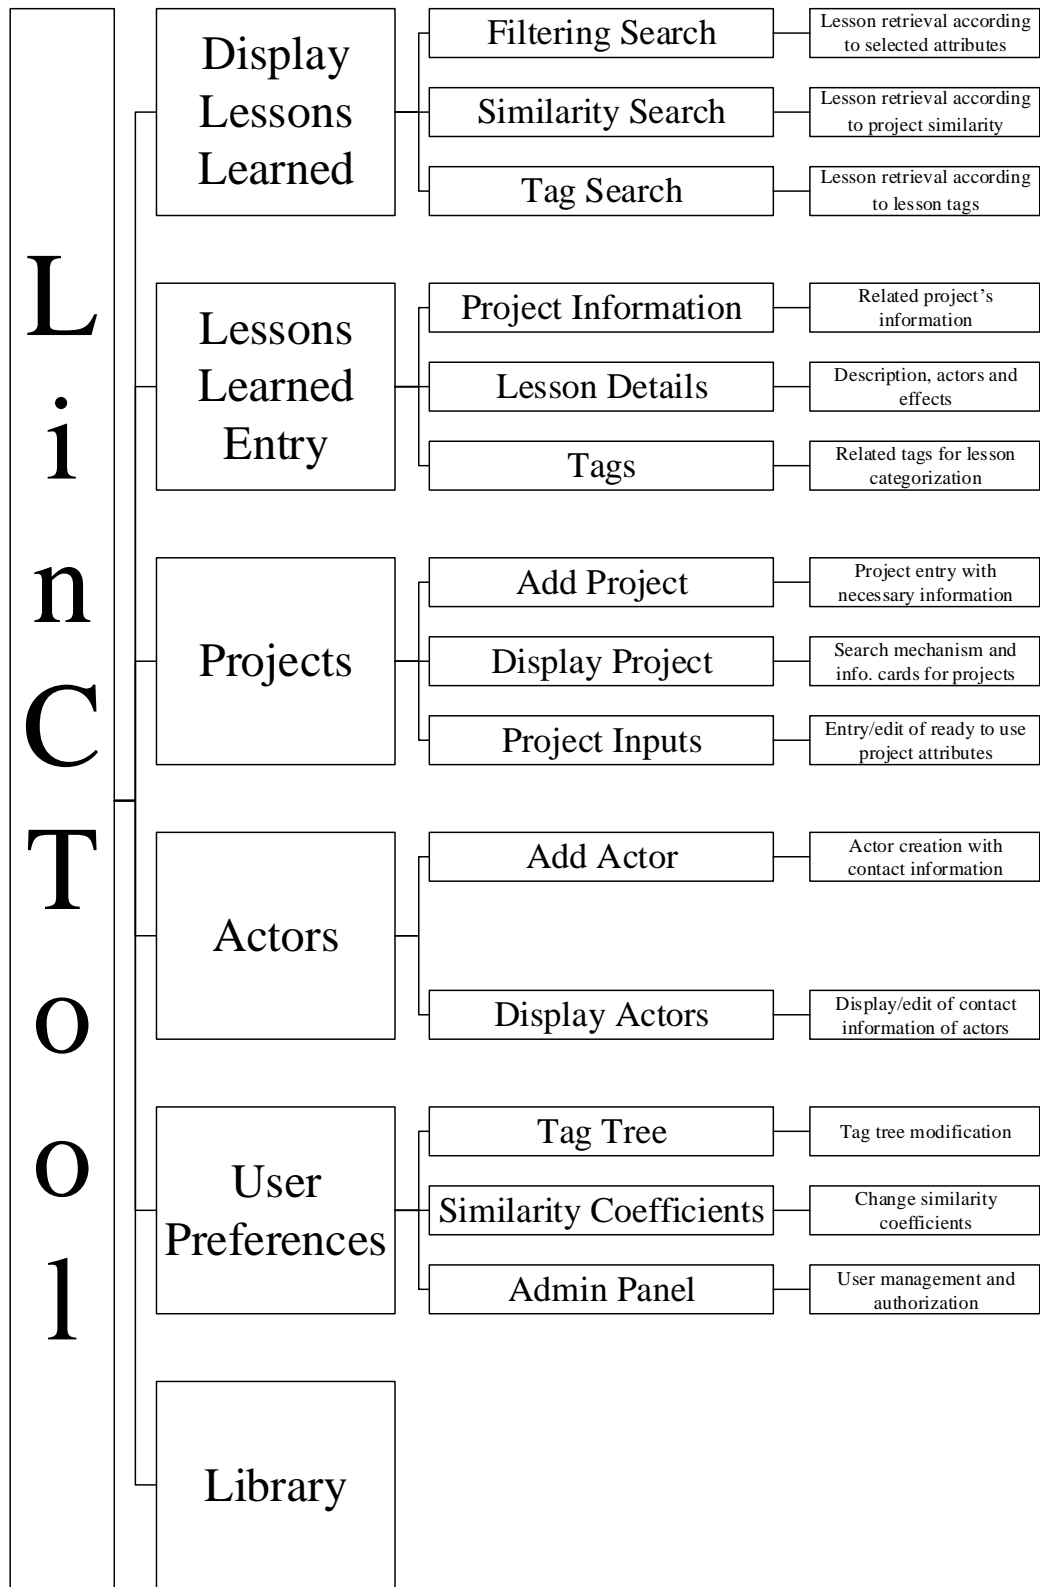 LinCTool
Display
Lessons
Learned
Filtering Search
Lesson retrieval according
to selected attributes
Similarity Search
Lesson retrieval according
to project similarity
Tag Search
Lesson retrieval according
to lesson tags
Lessons
Learned
Entry
Project Information
Related project’s
information
Lesson Details
Description, actors and
effects
Tags
Related tags for lesson
categorization
Projects
Add Project
Project entry with
necessary information
Display Project
Search mechanism and
info. cards for projects
Project Inputs
Entry/edit of ready to use
project attributes
Actors
Add Actor
Actor creation with
contact information
Display Actors
Display/edit of contact
information of actors
User
Preferences
Tag Tree
Tag tree modification
Similarity Coefficients
Change similarity
coefficients
Admin Panel
User management and
authorization
Library